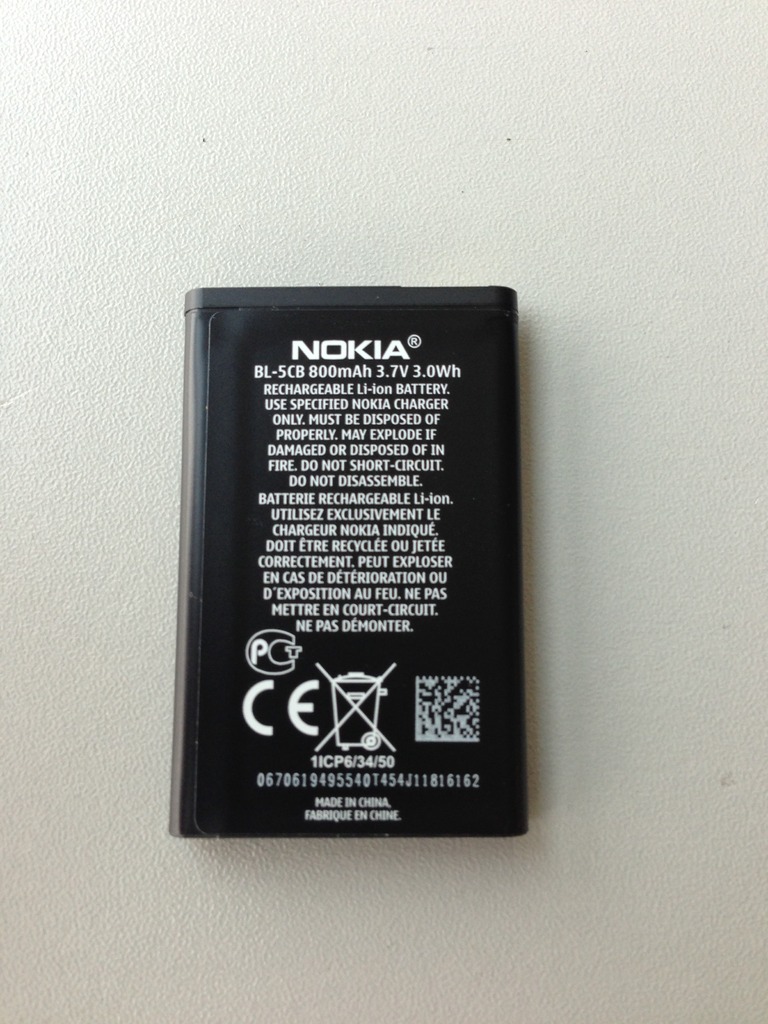 NOKIA®
BL-5CB 800mAh 3.7V 3.0Wh
RECHARGEABLE Li-ion BATTERY.
USE SPECIFIED NOKIA CHARGER
ONLY. MUST BE DISPOSED OF
PROPERLY. MAY EXPLODE IF
DAMAGED OR DISPOSED OF IN
FIRE. DO NOT SHORT-CIRCUIT.
DO NOT DISASSEMBLE.
BATTERIE RECHARGEABLE Li-ion.
UTILISEZ EXCLUSIVEMENT LE
CHARGEUR NOKIA INDIQUÉ.
DOIT ÊTRE RECYCLÉE OU JETÉE
CORRECTEMENT. PEUT EXPLOSER
EN CAS DE DÉTÉRIORATION OU
D'EXPOSITION AU FEU. NE PAS
METTRE EN COURT-CIRCUIT.
NE PAS DÉMONTER.
PCT
CE
1ICP6/34/50
0670619495540T454J11816162
MADE IN CHINA.
FABRIQUE EN CHINE.